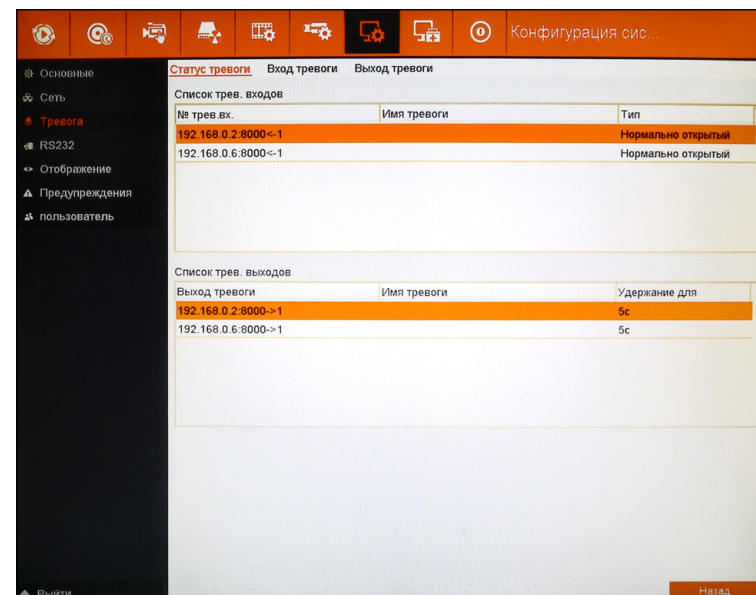 Конфигурация сис...
Основные
Сеть
Тревога
RS232
Отображение
Предупреждения
пользователь
Выйти
Статус тревоги Вход тревоги Выход тревоги
Список трев. входов
№ трев.вх. Имя тревоги Тип
192.168.0.2:8000<-1 Нормально открытый
192.168.0.6:8000<-1 Нормально открытый
Список трев. выходов
Выход тревоги Имя тревоги Удержание для
192.168.0.2:8000->1 5с
192.168.0.6:8000->1 5с
Назад